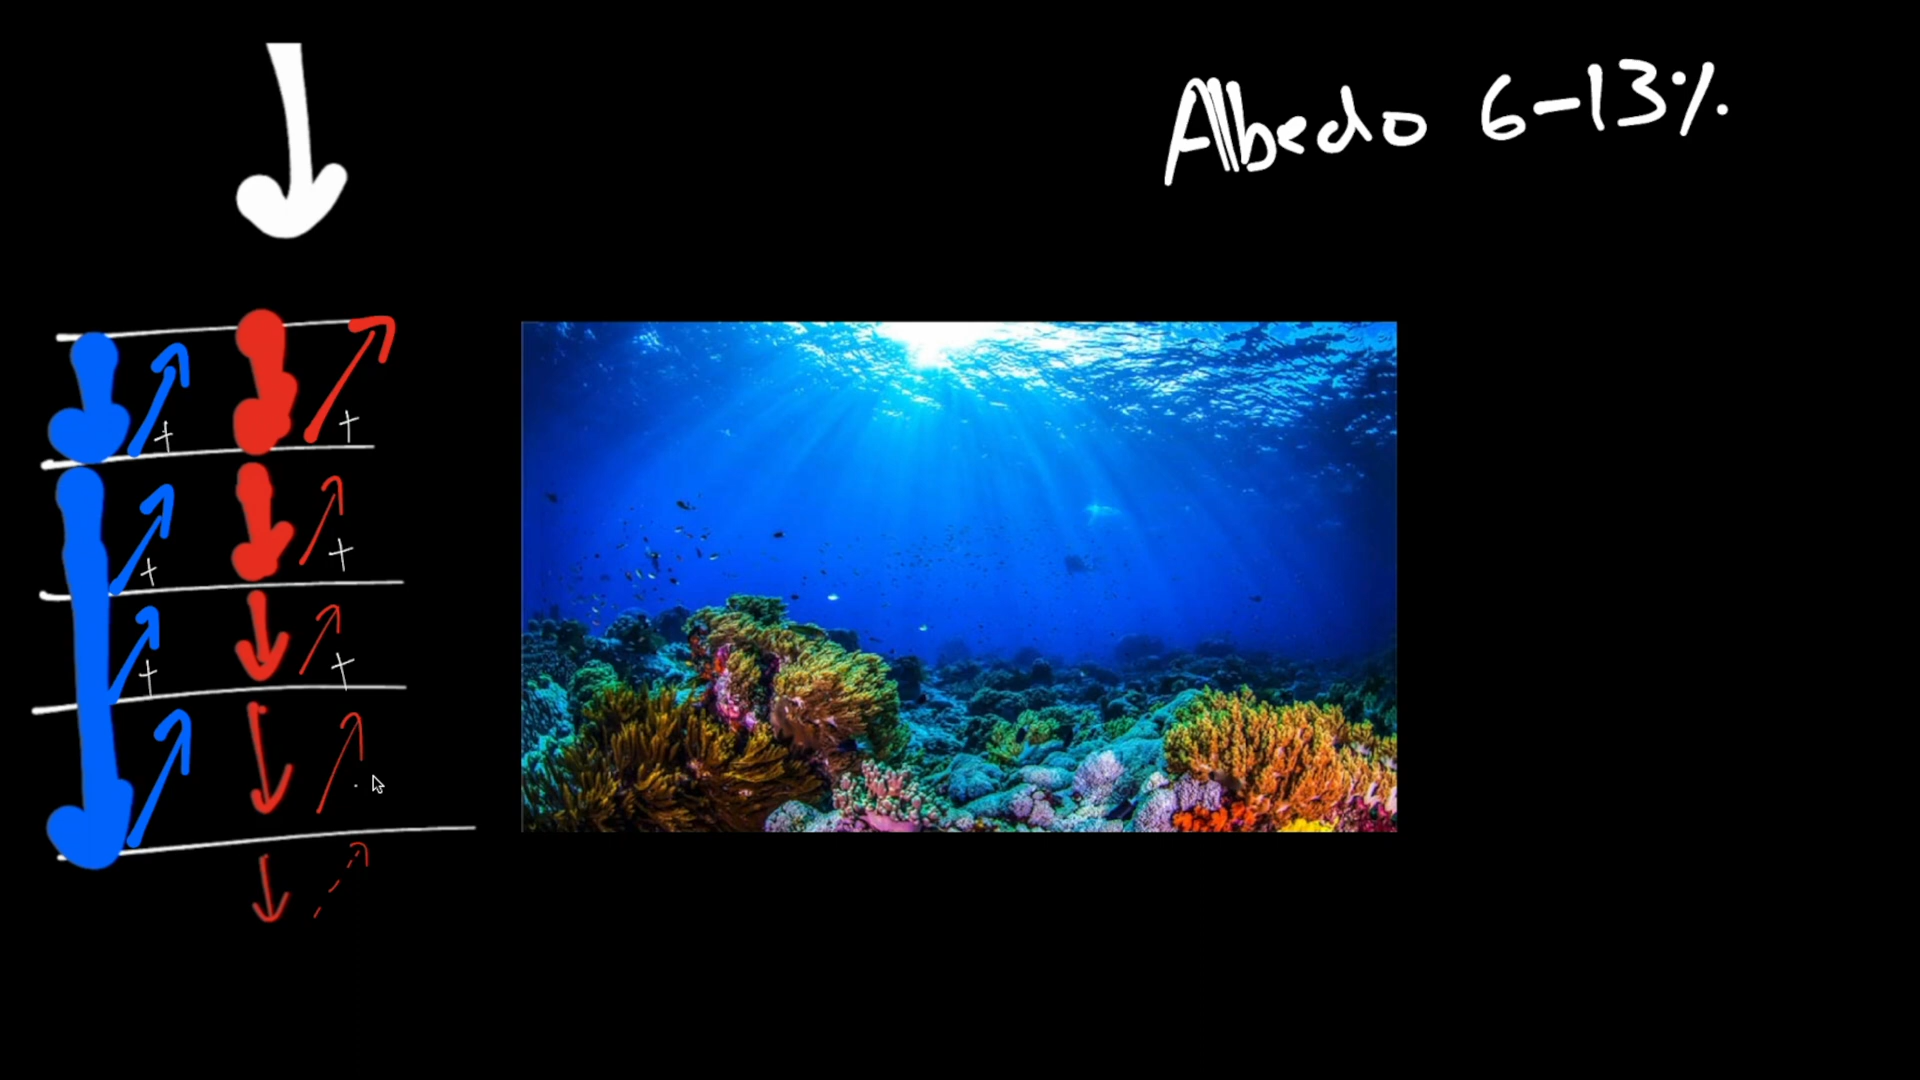 Albedo 6-13%
+ +
+ +
+ +